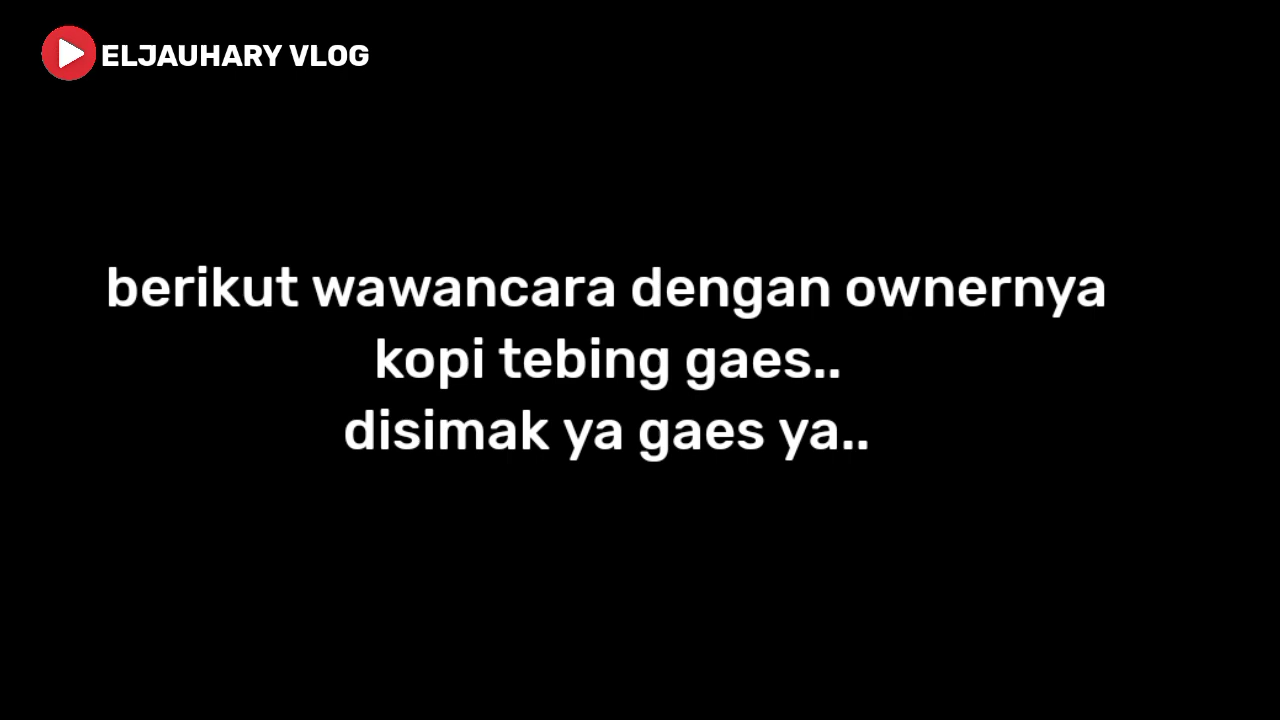 ELJAUHARY VLOG
berikut wawancara dengan ownernya
kopi tebing gaes..
disimak ya gaes ya..